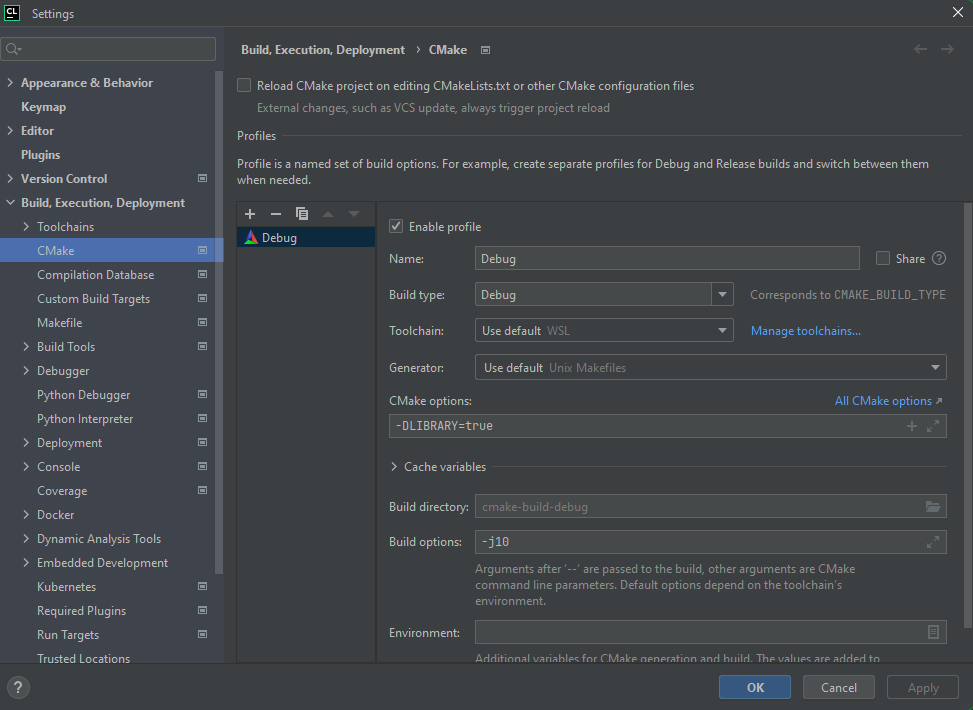 CL Settings
Build, Execution, Deployment › CMake
Appearance & Behavior
Keymap
Editor
Plugins
Version Control
Build, Execution, Deployment
Toolchains
CMake
Compilation Database
Custom Build Targets
Makefile
Build Tools
Debugger
Python Debugger
Python Interpreter
Deployment
Console
Coverage
Docker
Dynamic Analysis Tools
Embedded Development
Kubernetes
Required Plugins
Run Targets
Trusted Locations
Reload CMake project on editing CMakeLists.txt or other CMake configuration files
External changes, such as VCS update, always trigger project reload
Profiles
Profile is a named set of build options. For example, create separate profiles for Debug and Release builds and switch between them
when needed.
Debug
Enable profile
Name: Debug Share ?
Build type: Debug Corresponds to CMAKE_BUILD_TYPE
Toolchain: Use default WSL Manage toolchains...
Generator: Use default Unix Makefiles
CMake options: All CMake options ↗
-DLIBRARY=true
Cache variables
Build directory: cmake-build-debug
Build options: -j10
Arguments after '--' are passed to the build, other arguments are CMake
command line parameters. Default options depend on the toolchain's
environment.
Environment:
Additional variables for CMake generation and build. The values are added to
? OK Cancel Apply